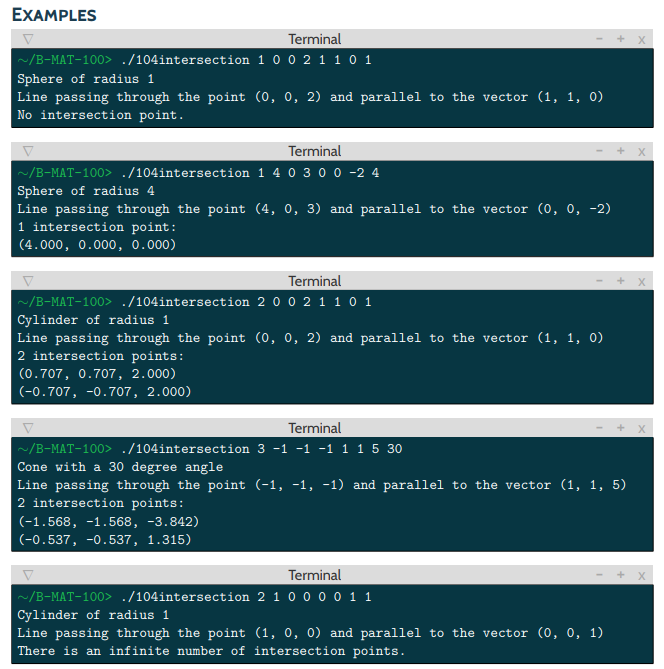 EXAMPLES
▽ Terminal – + x
~/B-MAT-100> ./104intersection 1 0 0 2 1 1 0 1
Sphere of radius 1
Line passing through the point (0, 0, 2) and parallel to the vector (1, 1, 0)
No intersection point.
▽ Terminal – + x
~/B-MAT-100> ./104intersection 1 4 0 3 0 0 -2 4
Sphere of radius 4
Line passing through the point (4, 0, 3) and parallel to the vector (0, 0, -2)
1 intersection point:
(4.000, 0.000, 0.000)
▽ Terminal – + x
~/B-MAT-100> ./104intersection 2 0 0 2 1 1 0 1
Cylinder of radius 1
Line passing through the point (0, 0, 2) and parallel to the vector (1, 1, 0)
2 intersection points:
(0.707, 0.707, 2.000)
(-0.707, -0.707, 2.000)
▽ Terminal – + x
~/B-MAT-100> ./104intersection 3 -1 -1 -1 1 1 5 30
Cone with a 30 degree angle
Line passing through the point (-1, -1, -1) and parallel to the vector (1, 1, 5)
2 intersection points:
(-1.568, -1.568, -3.842)
(-0.537, -0.537, 1.315)
▽ Terminal – + x
~/B-MAT-100> ./104intersection 2 1 0 0 0 0 1 1
Cylinder of radius 1
Line passing through the point (1, 0, 0) and parallel to the vector (0, 0, 1)
There is an infinite number of intersection points.